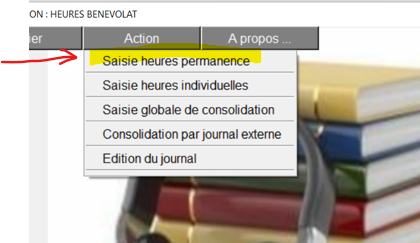 ON : HEURES BENEVOLAT
ier Action A propos ...
Saisie heures permanence
Saisie heures individuelles
Saisie globale de consolidation
Consolidation par journal externe
Edition du journal